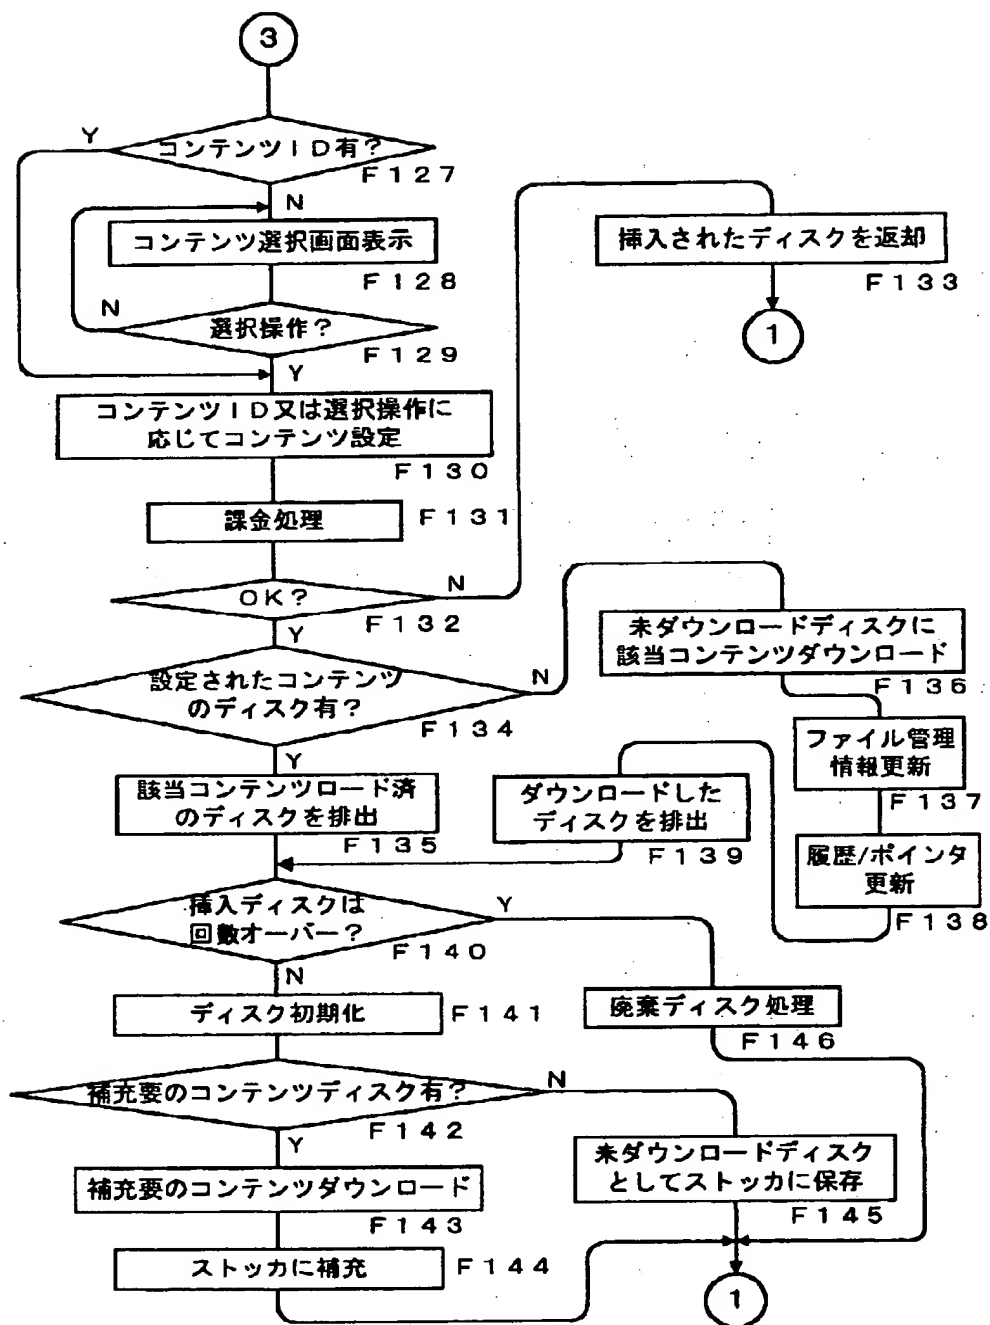 3
コンテンツID有?
Y
F127
N
コンテンツ選択画面表示
F128
N
選択操作?
F129
Y
コンテンツID又は選択操作に
応じてコンテンツ設定
F130
課金処理
F131
OK?
N
F132
Y
挿入されたディスクを返却
F133
1
設定されたコンテンツ
のディスク有?
N
F134
Y
該当コンテンツロード済
のディスクを排出
F135
未ダウンロードディスクに
該当コンテンツダウンロード
F136
ファイル管理
情報更新
F137
履歴/ポインタ
更新
F138
ダウンロードした
ディスクを排出
F139
挿入ディスクは
回数オーバー?
Y
F140
N
ディスク初期化
F141
廃棄ディスク処理
F146
補充要のコンテンツディスク有?
N
F142
Y
補充要のコンテンツダウンロード
F143
ストッカに補充
F144
未ダウンロードディスク
としてストッカに保存
F145
1